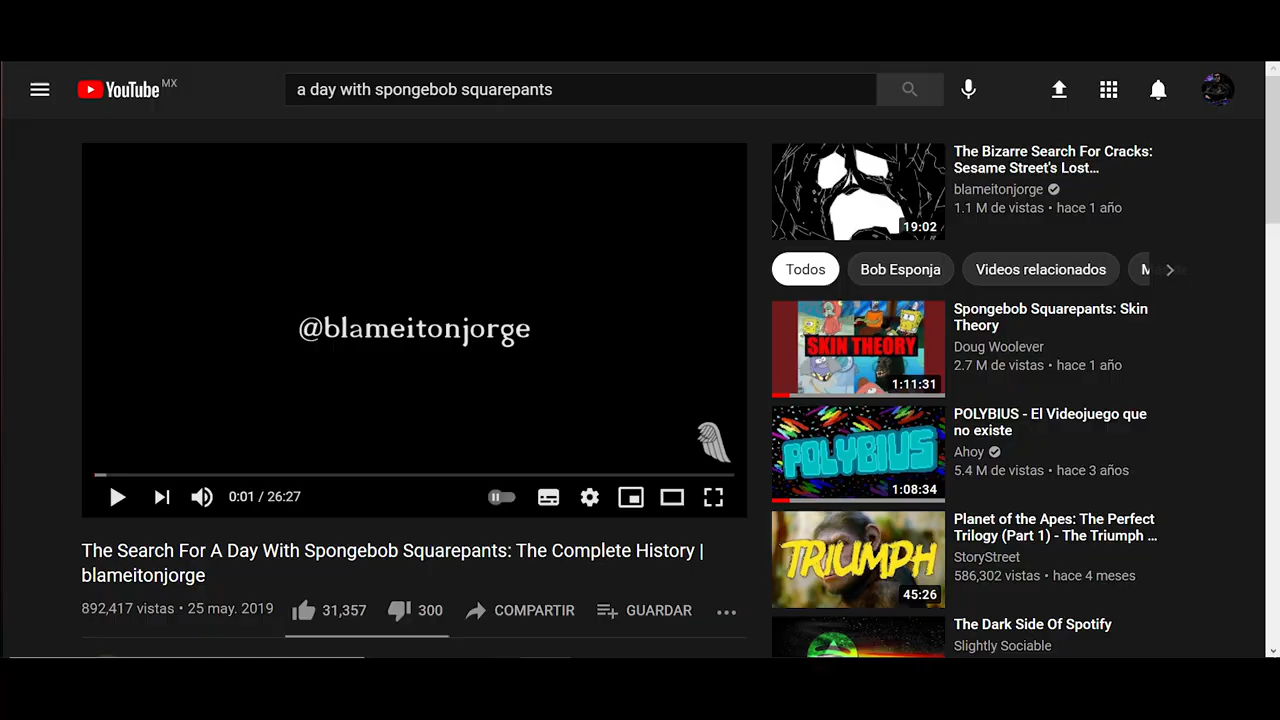 YouTube MX
a day with spongebob squarepants
@blameitonjorge
0:01 / 26:27
The Search For A Day With Spongebob Squarepants: The Complete History |
blameitonjorge
892,417 vistas • 25 may. 2019
31,357
300
COMPARTIR
GUARDAR
The Bizarre Search For Cracks:
Sesame Street's Lost...
blameitonjorge
1.1 M de vistas • hace 1 año
19:02
Todos
Bob Esponja
Videos relacionados
Spongebob Squarepants: Skin
Theory
Doug Woolever
2.7 M de vistas • hace 1 año
SKIN THEORY
1:11:31
POLYBIUS - El Videojuego que
no existe
Ahoy
5.4 M de vistas • hace 3 años
POLYBIUS
1:08:34
Planet of the Apes: The Perfect
Trilogy (Part 1) - The Triumph ...
StoryStreet
586,302 vistas • hace 4 meses
TRIUMPH
45:26
The Dark Side Of Spotify
Slightly Sociable